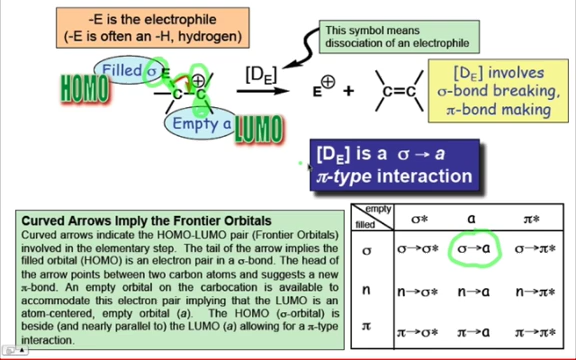 -E is the electrophile
(-E is often an -H, hydrogen)
This symbol means
dissociation of an electrophile
Filled σ
E
HOMO
⊕
C
C
Empty a
LUMO
[D_E]
E⊕ + C=C
[D_E] involves
σ-bond breaking,
π-bond making
[D_E] is a σ → a
π-type interaction
Curved Arrows Imply the Frontier Orbitals
Curved arrows indicate the HOMO-LUMO pair (Frontier Orbitals)
involved in the elementary step. The tail of the arrow implies the
filled orbital (HOMO) is an electron pair in a σ-bond. The head of
the arrow points between two carbon atoms and suggests a new
π-bond. An empty orbital on the carbocation is available to
accommodate this electron pair implying that the LUMO is an
atom-centered, empty orbital (a). The HOMO (σ-orbital) is
beside (and nearly parallel to) the LUMO (a) allowing for a π-type
interaction.
empty
filled
σ* a π*
σ σ→σ* σ→a σ→π*
n n→σ* n→a n→π*
π π→σ* π→a π→π*